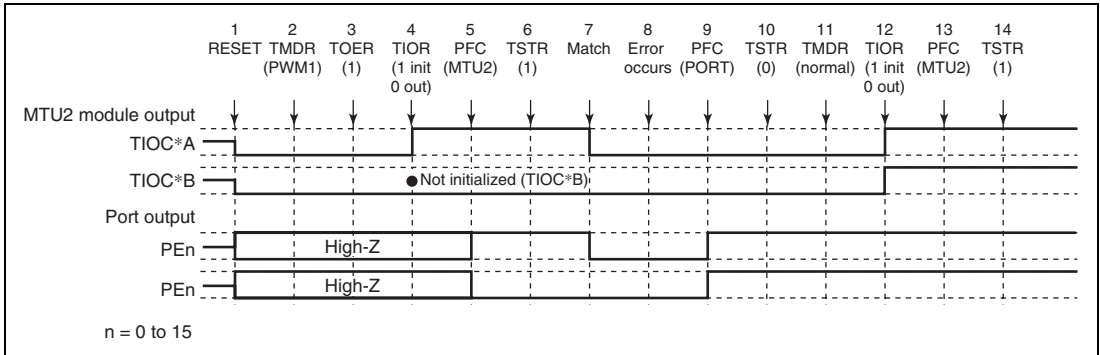 1 2 3 4 5 6 7 8 9 10 11 12 13 14
RESET TMDR TOER TIOR PFC TSTR Match Error PFC TSTR TMDR TIOR PFC TSTR
(PWM1) (1) (1 init (MTU2) (1) occurs (PORT) (0) (normal) (1 init (MTU2) (1)
0 out) 0 out)
MTU2 module output
TIOC*A
TIOC*B Not initialized (TIOC*B)
Port output
PEn High-Z
PEn High-Z
n = 0 to 15